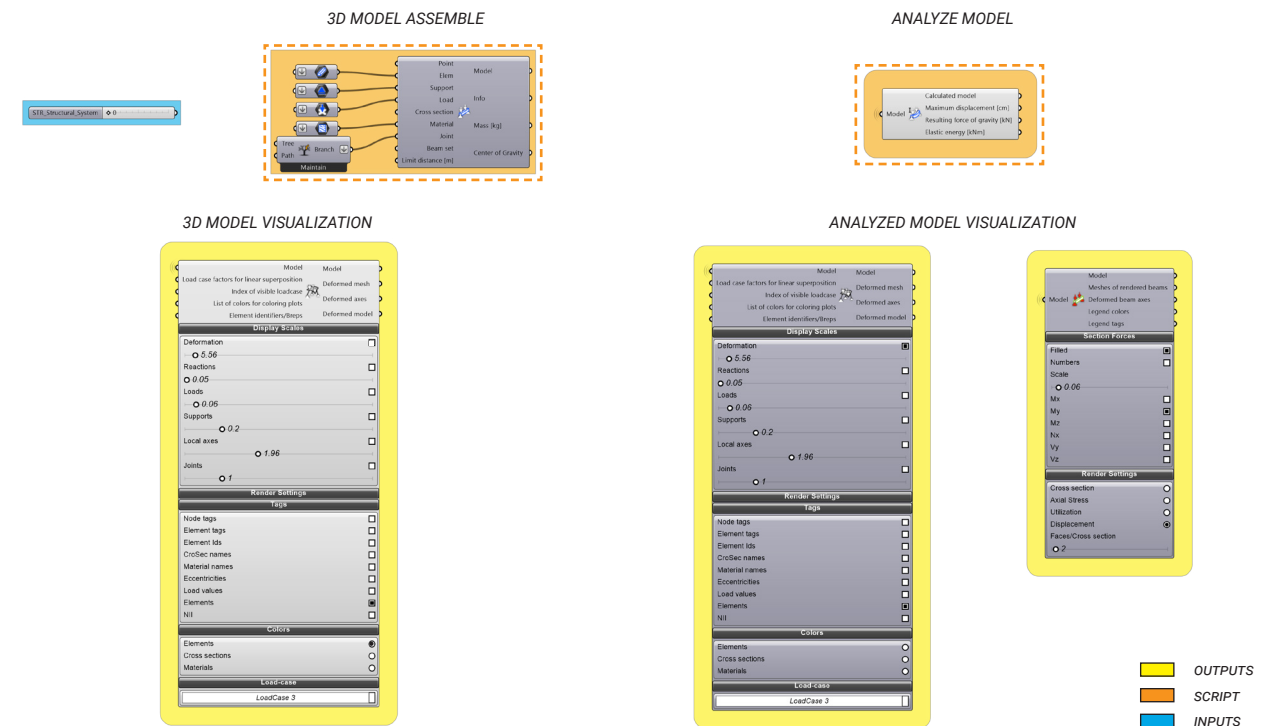 3D MODEL ASSEMBLE
ANALYZE MODEL
STR_Structural_System 0
Point
Elem
Support
Load
Cross section
Material
Joint
Beam set
Limit distance [m]
Model
Info
Mass [kg]
Center of Gravity
Tree
Path
Branch
Maintain
Model
Calculated model
Maximum displacement [cm]
Resulting force of gravity [kN]
Elastic energy [kNm]
3D MODEL VISUALIZATION
ANALYZED MODEL VISUALIZATION
Model
Load case factors for linear superposition
Index of visible loadcase
List of colors for coloring plots
Element identifiers/Breps
Model
Deformed mesh
Deformed axes
Deformed model
Display Scales
Deformation
5.56
Reactions
0.05
Loads
0.06
Supports
0.2
Local axes
1.96
Joints
1
Render Settings
Tags
Node tags
Element tags
Element Ids
CroSec names
Material names
Eccentricities
Load values
Elements
NII
Colors
Elements
Cross sections
Materials
Load-case
LoadCase 3
Model
Load case factors for linear superposition
Index of visible loadcase
List of colors for coloring plots
Element identifiers/Breps
Model
Deformed mesh
Deformed axes
Deformed model
Display Scales
Deformation
5.56
Reactions
0.05
Loads
0.06
Supports
0.2
Local axes
1.96
Joints
1
Render Settings
Tags
Node tags
Element tags
Element Ids
CroSec names
Material names
Eccentricities
Load values
Elements
NII
Colors
Elements
Cross sections
Materials
Load-case
LoadCase 3
Model
Model
Meshes of rendered beams
Deformed beam axes
Legend colors
Legend tags
Section Forces
Filled
Numbers
Scale
0.06
Mx
My
Mz
Nx
Vy
Vz
Render Settings
Cross section
Axial Stress
Utilization
Displacement
Faces/Cross section
2
OUTPUTS
SCRIPT
INPUTS